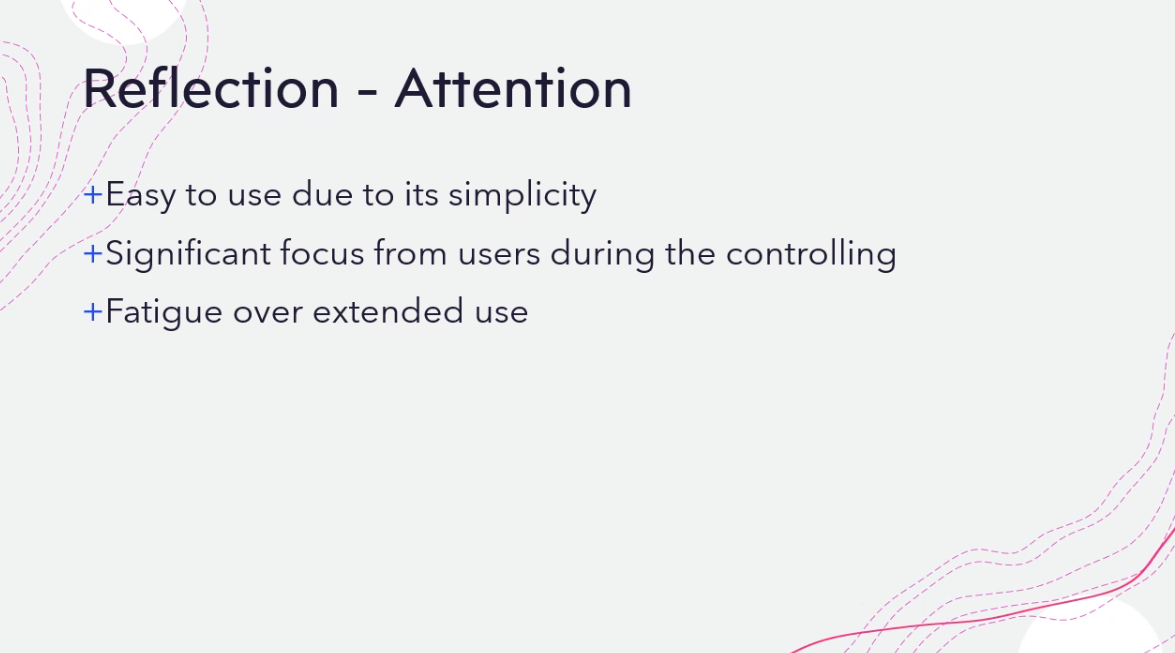 Reflection - Attention
+Easy to use due to its simplicity
+Significant focus from users during the controlling
+Fatigue over extended use